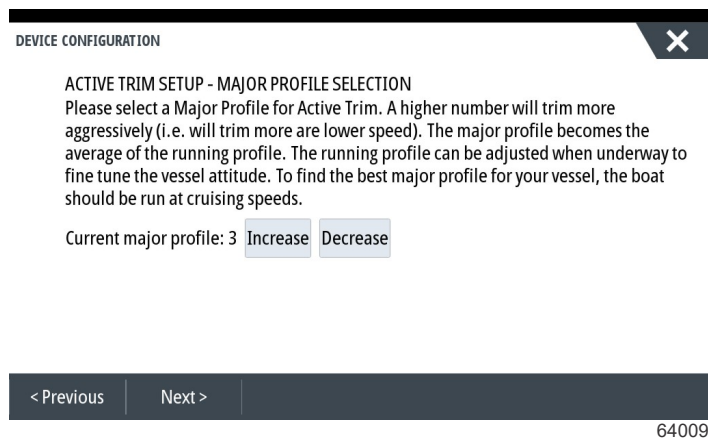 DEVICE CONFIGURATION
ACTIVE TRIM SETUP - MAJOR PROFILE SELECTION
Please select a Major Profile for Active Trim. A higher number will trim more
aggressively (i.e. will trim more are lower speed). The major profile becomes the
average of the running profile. The running profile can be adjusted when underway to
fine tune the vessel attitude. To find the best major profile for your vessel, the boat
should be run at cruising speeds.
Current major profile: 3 Increase Decrease
< Previous Next >
64009